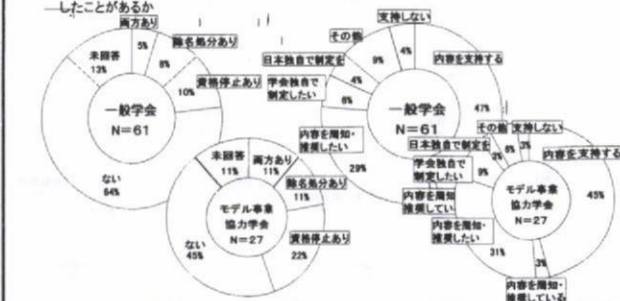 したことがあるか
両方あり
5%
除名処分あり
8%
資格停止あり
10%
未回答
13%
一般学会
N=61
ない
64%
未回答
11%
両方あり
11%
除名処分あり
11%
モデル事業
協力学会
N=27
資格停止あり
22%
ない
45%
支持しない
4%
その他
9%
日本独自で制定を
4%
学会独自で
制定したい
内容を支持する
47%
一般学会
N=61
内容を周知・
推奨したい
29%
内容を周知
推奨してい
その他
6%
支持しない
3%
日本独自で制定を
3%
学会独自で
制定したい
9%
内容を支持する
45%
モデル事業
協力学会
N=27
内容を周知・
推奨したい
31%
3%
内容を周知・
推奨している